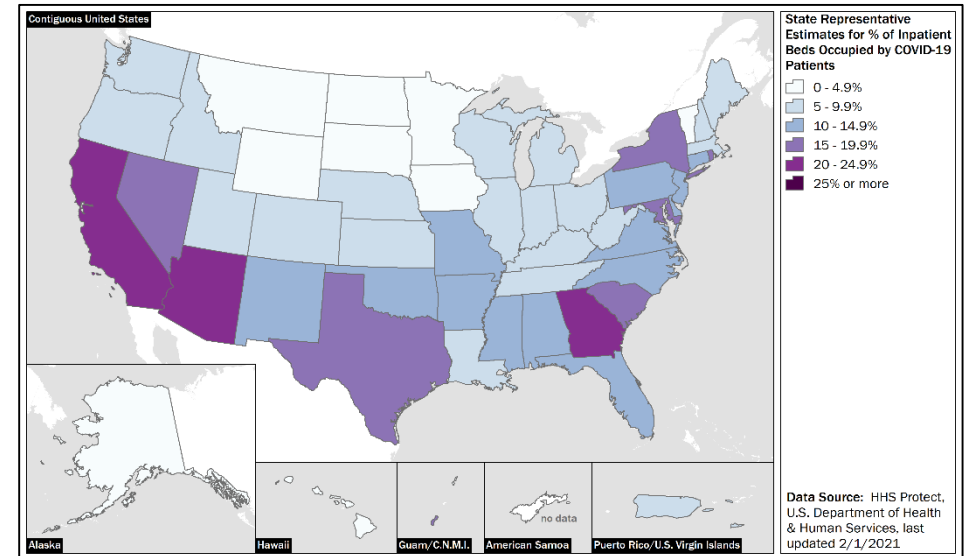 Contiguous United States
State Representative
Estimates for % of Inpatient
Beds Occupied by COVID-19
Patients
0 - 4.9%
5 - 9.9%
10 - 14.9%
15 - 19.9%
20 - 24.9%
25% or more
Data Source: HHS Protect,
U.S. Department of Health
& Human Services, last
updated 2/1/2021
no data
Alaska
Hawaii
Guam/C.N.M.I.
American Samoa
Puerto Rico/U.S. Virgin Islands